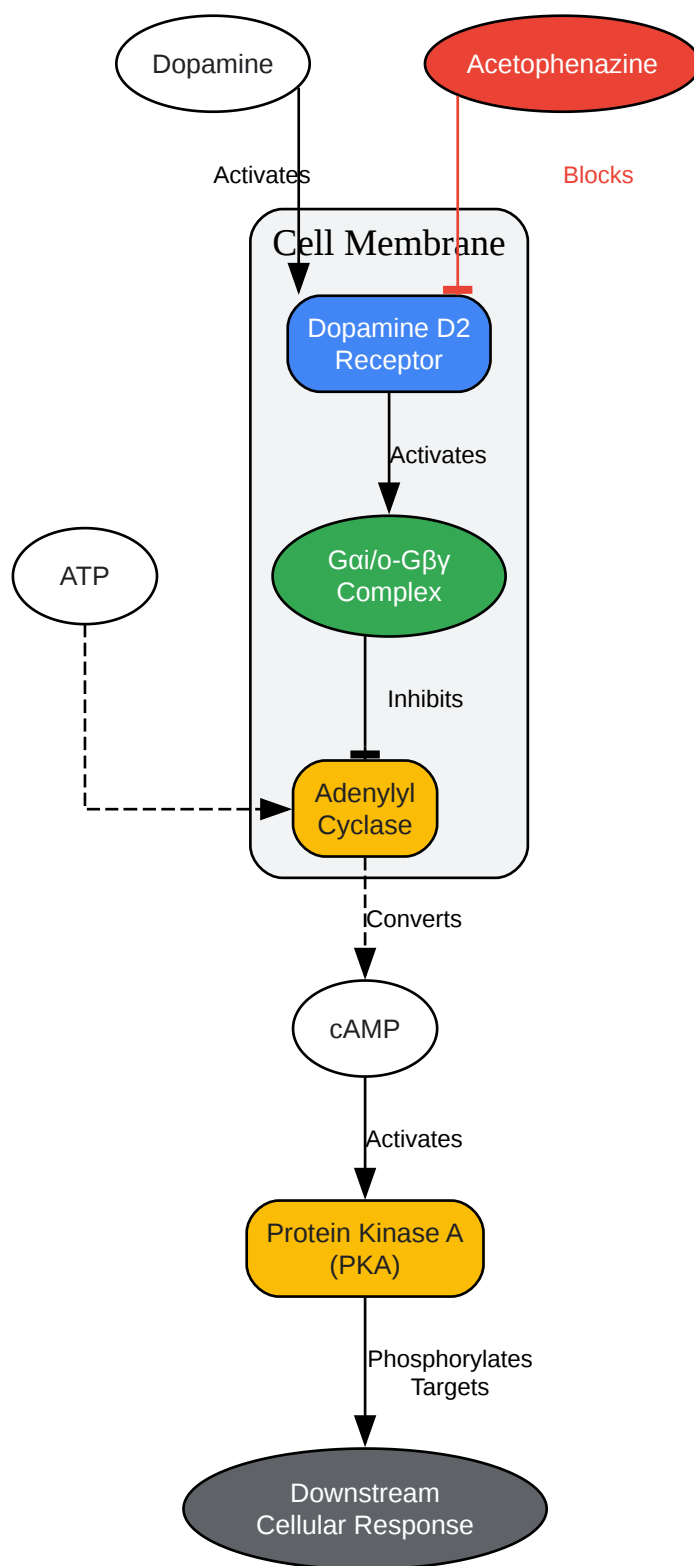 Dopamine
Acetophenazine
Activates
Blocks
Cell Membrane
Dopamine D2
Receptor
Activates
Gαi/o-Gβγ
Complex
ATP
Inhibits
Adenylyl
Cyclase
Converts
cAMP
Activates
Protein Kinase A
(PKA)
Phosphorylates
Targets
Downstream
Cellular Response